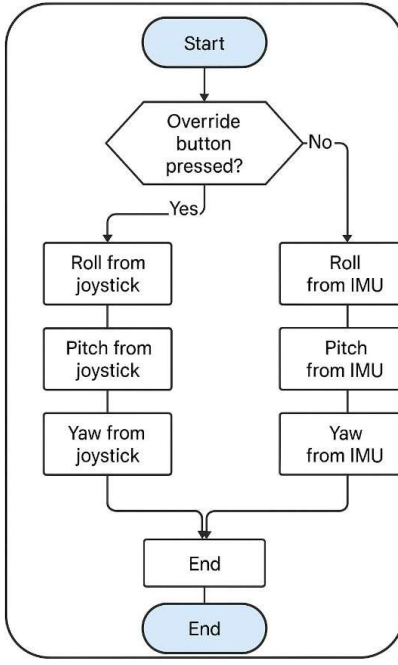 Start
Override
button
pressed?
No
Yes
Roll from
joystick
Roll
from IMU
Pitch from
joystick
Pitch
from IMU
Yaw from
joystick
Yaw
from IMU
End
End